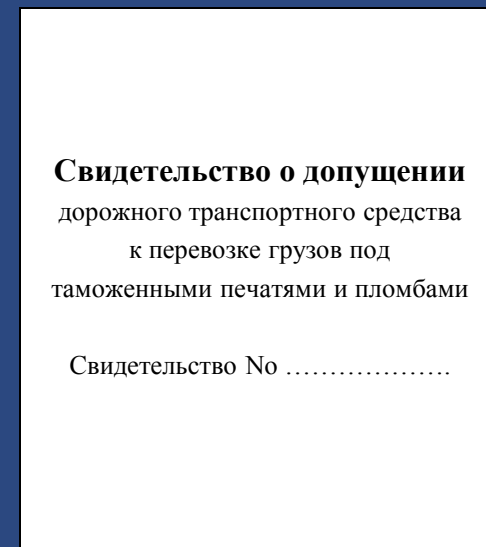 Свидетельство о допущении
дорожного транспортного средства
к перевозке грузов под
таможенными печатями и пломбами
Свидетельство No ……………….